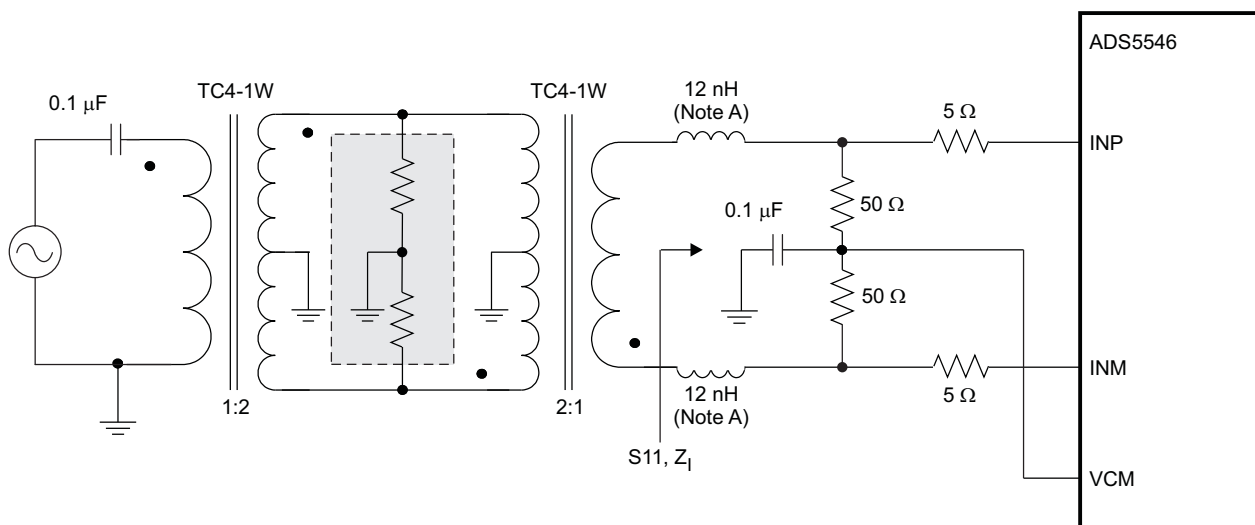 ADS5546
0.1 μF
TC4-1W
TC4-1W
12 nH
(Note A)
5 Ω
INP
50 Ω
0.1 μF
50 Ω
INM
12 nH
(Note A)
5 Ω
1:2
2:1
S11, ZI
VCM